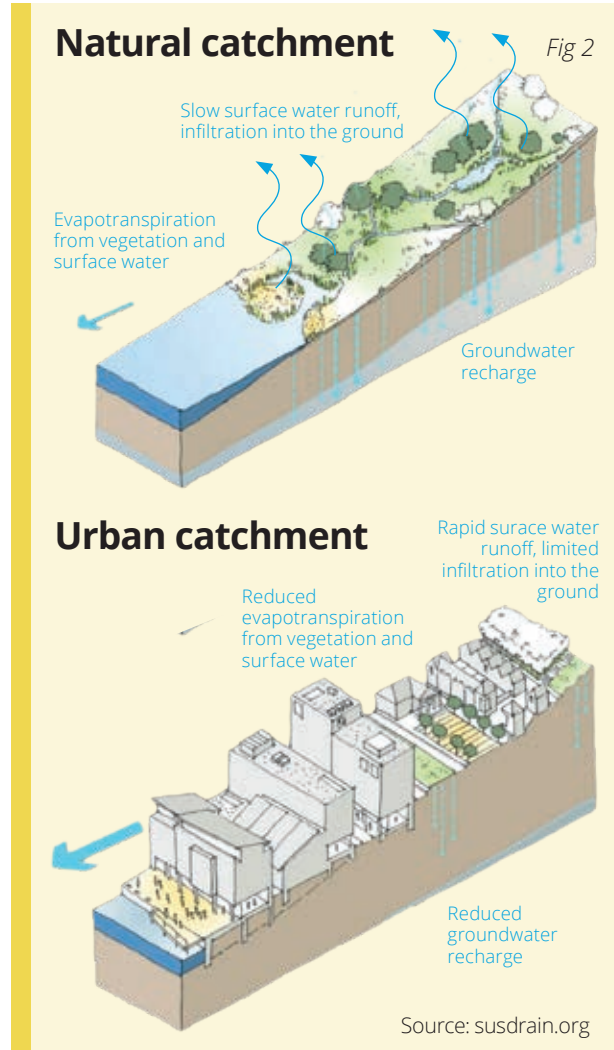 Natural catchment
Fig 2
Slow surface water runoff,
infiltration into the ground
Evapotranspiration
from vegetation and
surface water
Groundwater
recharge
Urban catchment
Rapid surace water
runoff, limited
infiltration into the
ground
Reduced
evapotranspiration
from vegetation and
surface water
Reduced
groundwater
recharge
Source: susdrain.org